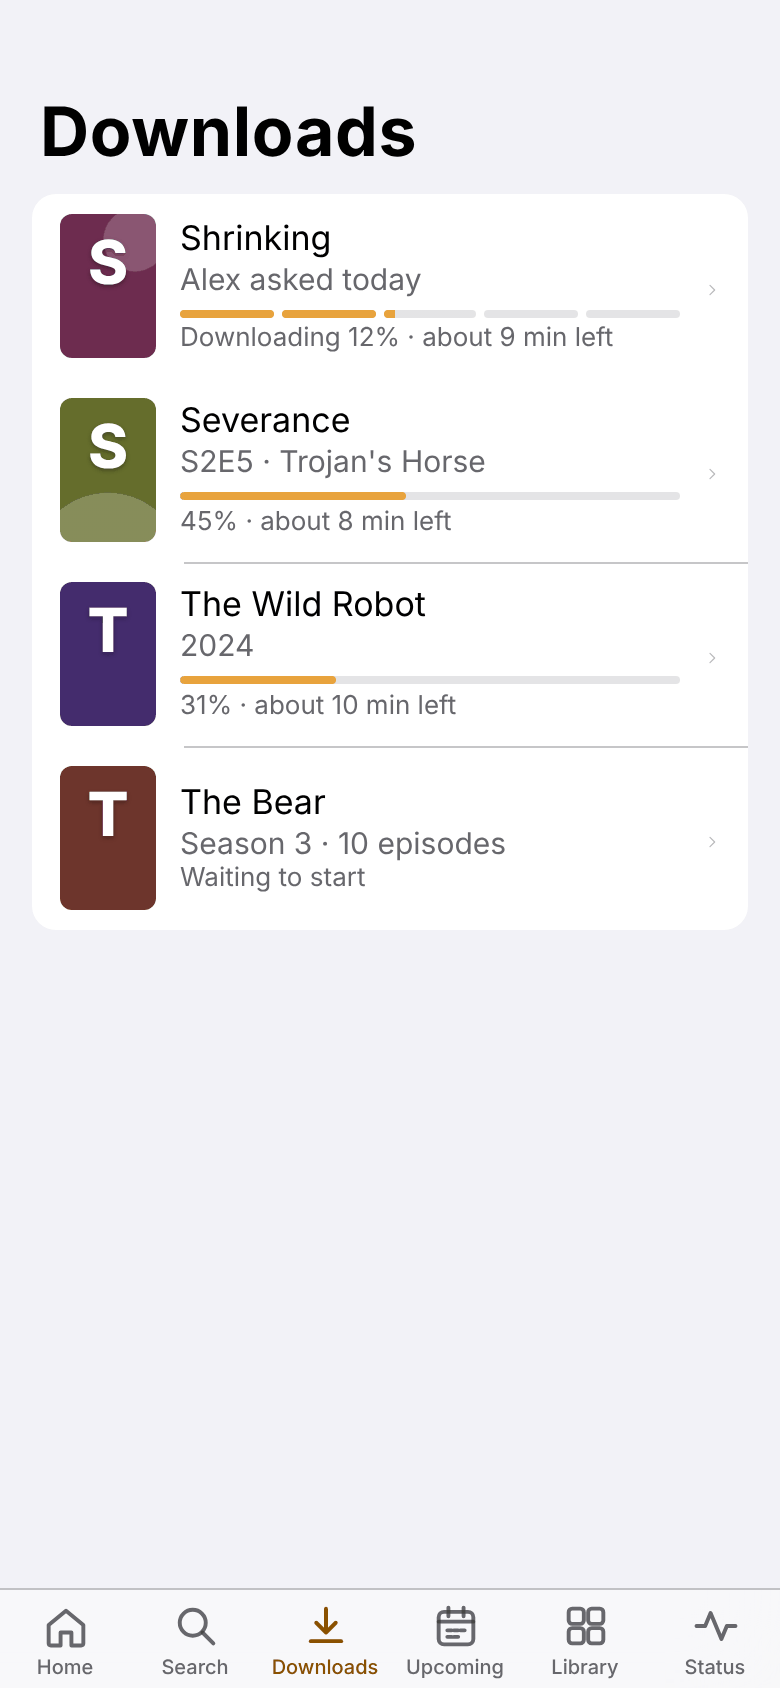 Downloads
S
Shrinking
Alex asked today
Downloading 12% · about 9 min left
S
Severance
S2E5 · Trojan's Horse
45% · about 8 min left
T
The Wild Robot
2024
31% · about 10 min left
T
The Bear
Season 3 · 10 episodes
Waiting to start
Home Search Downloads Upcoming Library Status